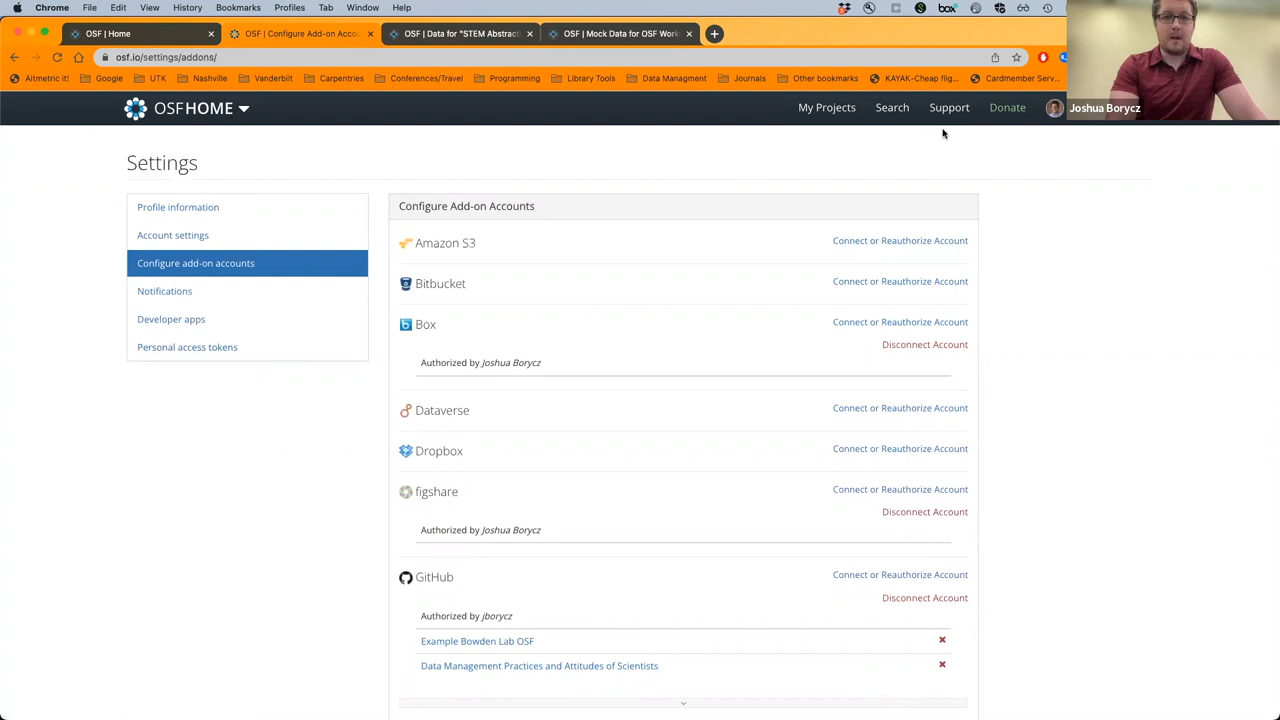 Chrome File Edit View History Bookmarks Profiles Tab Window Help
box
OSF | Home
OSF | Configure Add-on Accou
OSF | Data for "STEM Abstract
OSF | Mock Data for OSF Work
osf.io/settings/addons/
Altmetric it! Google UTK Nashville Vanderbilt Carpentries Conferences/Travel Programming Library Tools Data Managment Journals Other bookmarks KAYAK-Cheap flig... Cardmember Serv...
OSFHOME My Projects Search Support Donate Joshua Borycz
Settings
Profile information
Account settings
Configure add-on accounts
Notifications
Developer apps
Personal access tokens
Configure Add-on Accounts
Amazon S3 Connect or Reauthorize Account
Bitbucket Connect or Reauthorize Account
Box Connect or Reauthorize Account
Disconnect Account
Authorized by Joshua Borycz
Dataverse Connect or Reauthorize Account
Dropbox Connect or Reauthorize Account
figshare Connect or Reauthorize Account
Disconnect Account
Authorized by Joshua Borycz
GitHub Connect or Reauthorize Account
Disconnect Account
Authorized by jborycz
Example Bowden Lab OSF
Data Management Practices and Attitudes of Scientists